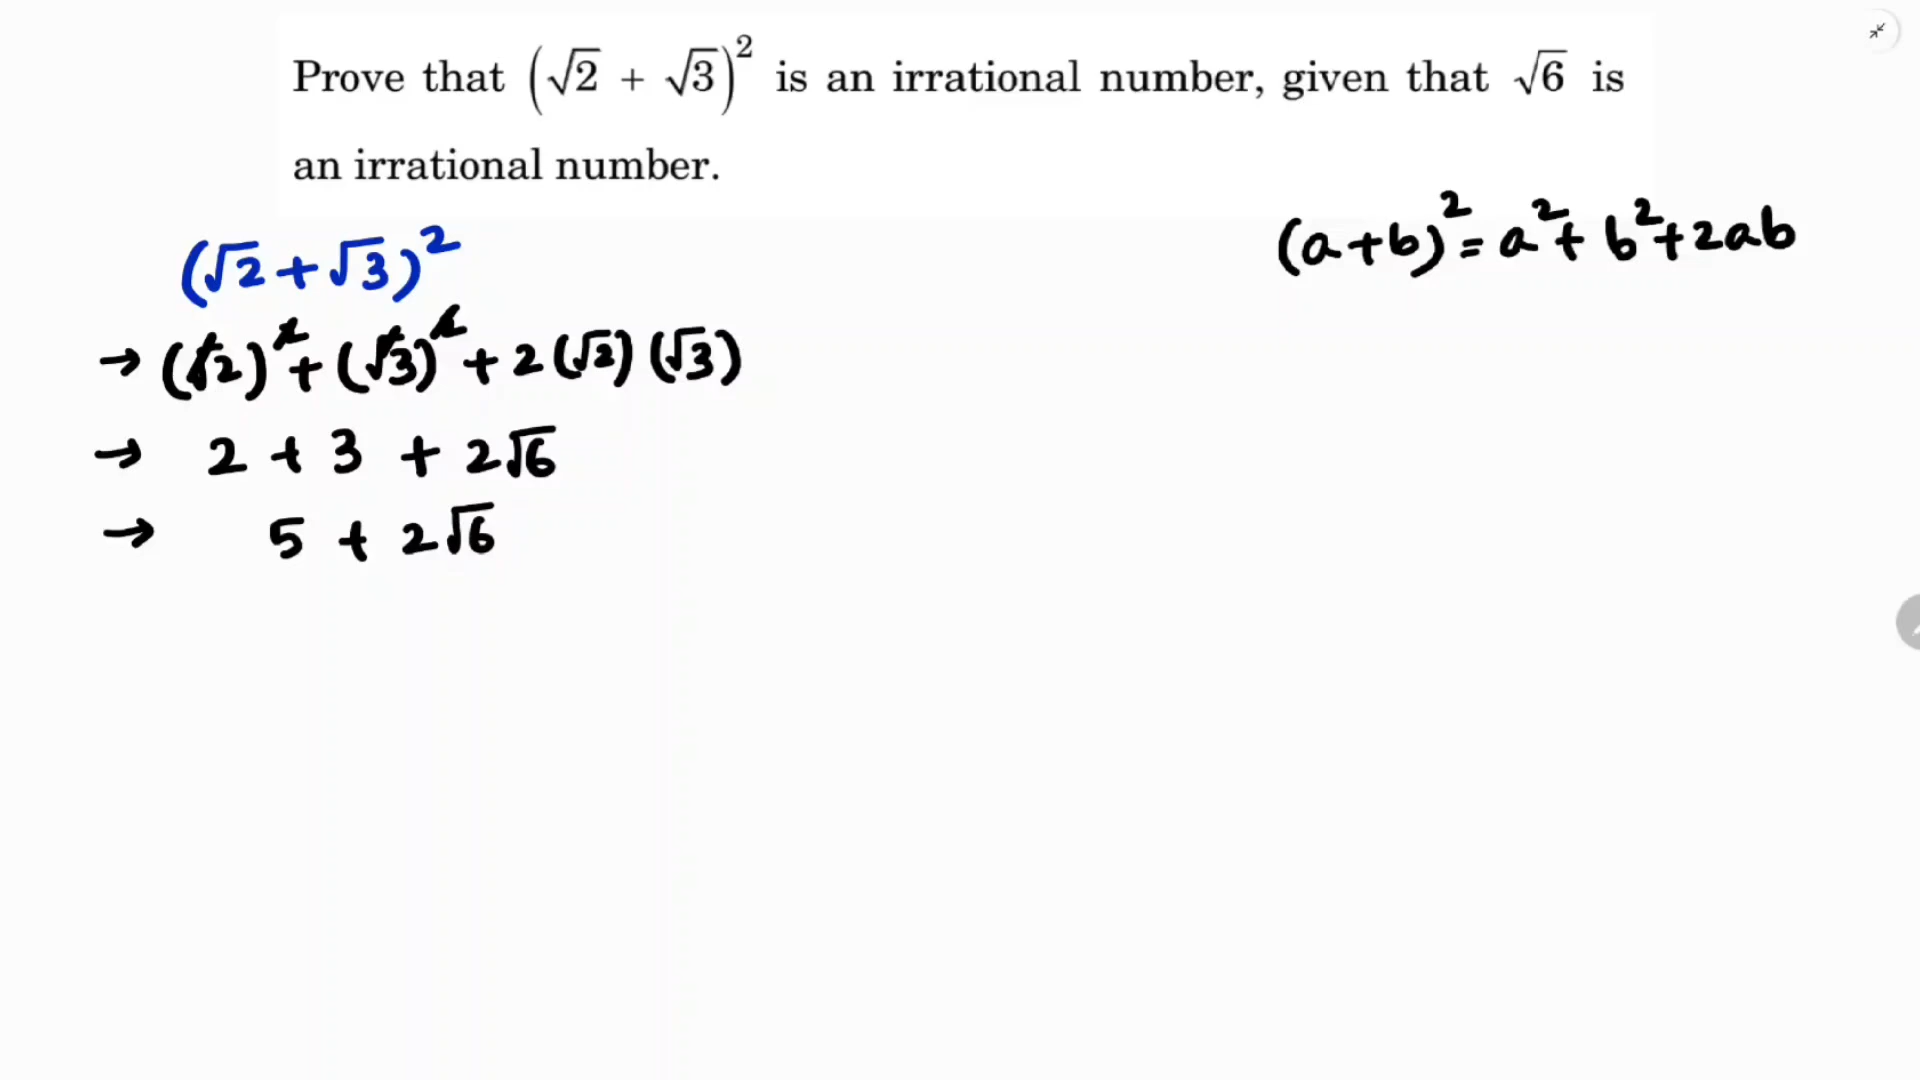 Prove that (√2 + √3)² is an irrational number, given that √6 is
an irrational number.
(a+b)² = a² + b² + 2ab
(√2 + √3)²
→ (√2)² + (√3)² + 2(√2)(√3)
→ 2 + 3 + 2√6
→ 5 + 2√6